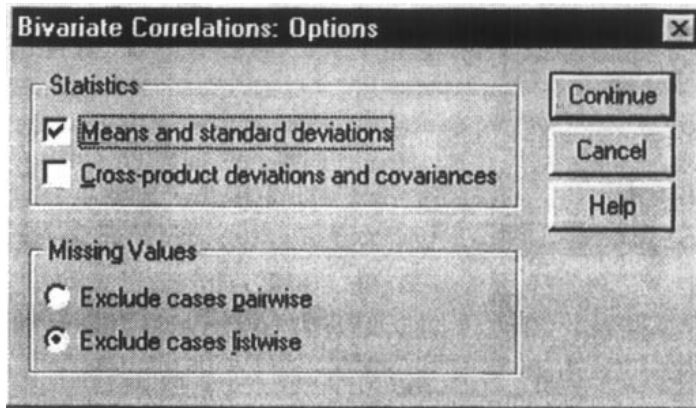 Bivariate Correlations: Options
Statistics
Means and standard deviations
Cross-product deviations and covariances
Missing Values
Exclude cases pairwise
Exclude cases listwise
Continue
Cancel
Help